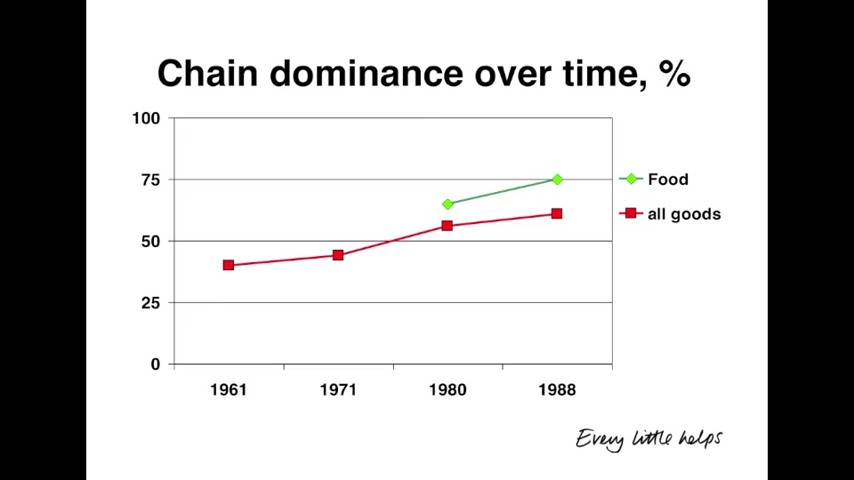 Chain dominance over time, %
100
75
50
25
0
1961 1971 1980 1988
Food
all goods
Every little helps